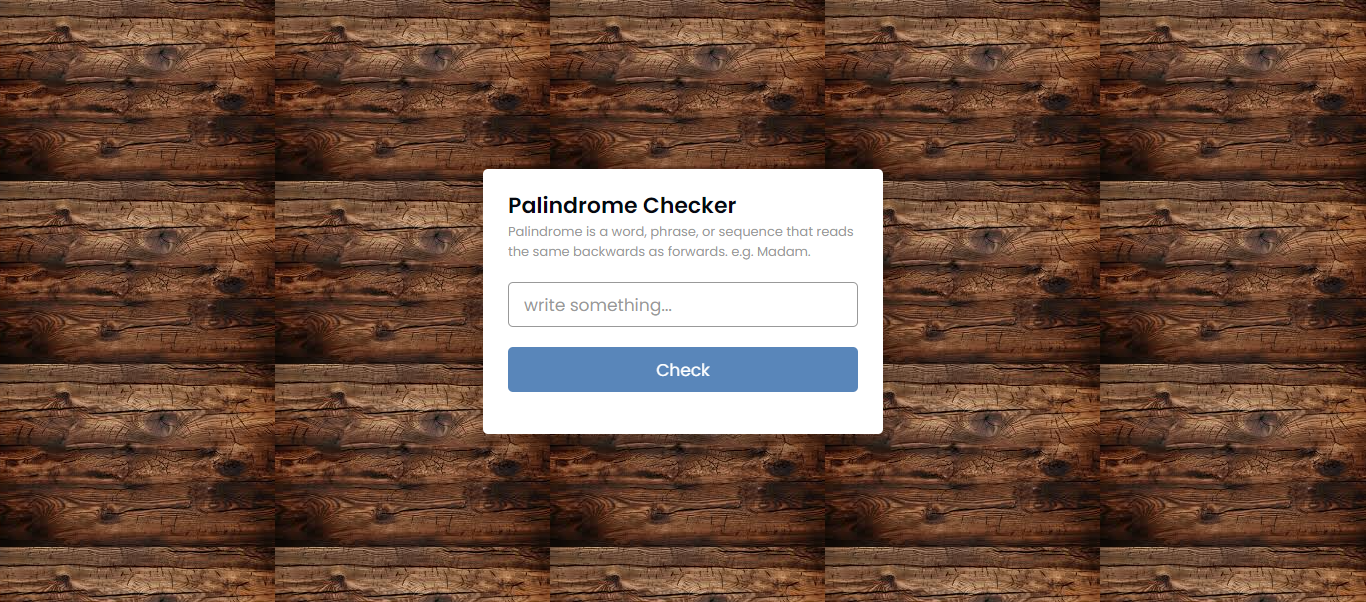 Palindrome Checker
Palindrome is a word, phrase, or sequence that reads
the same backwards as forwards. e.g. Madam.
write something...
Check